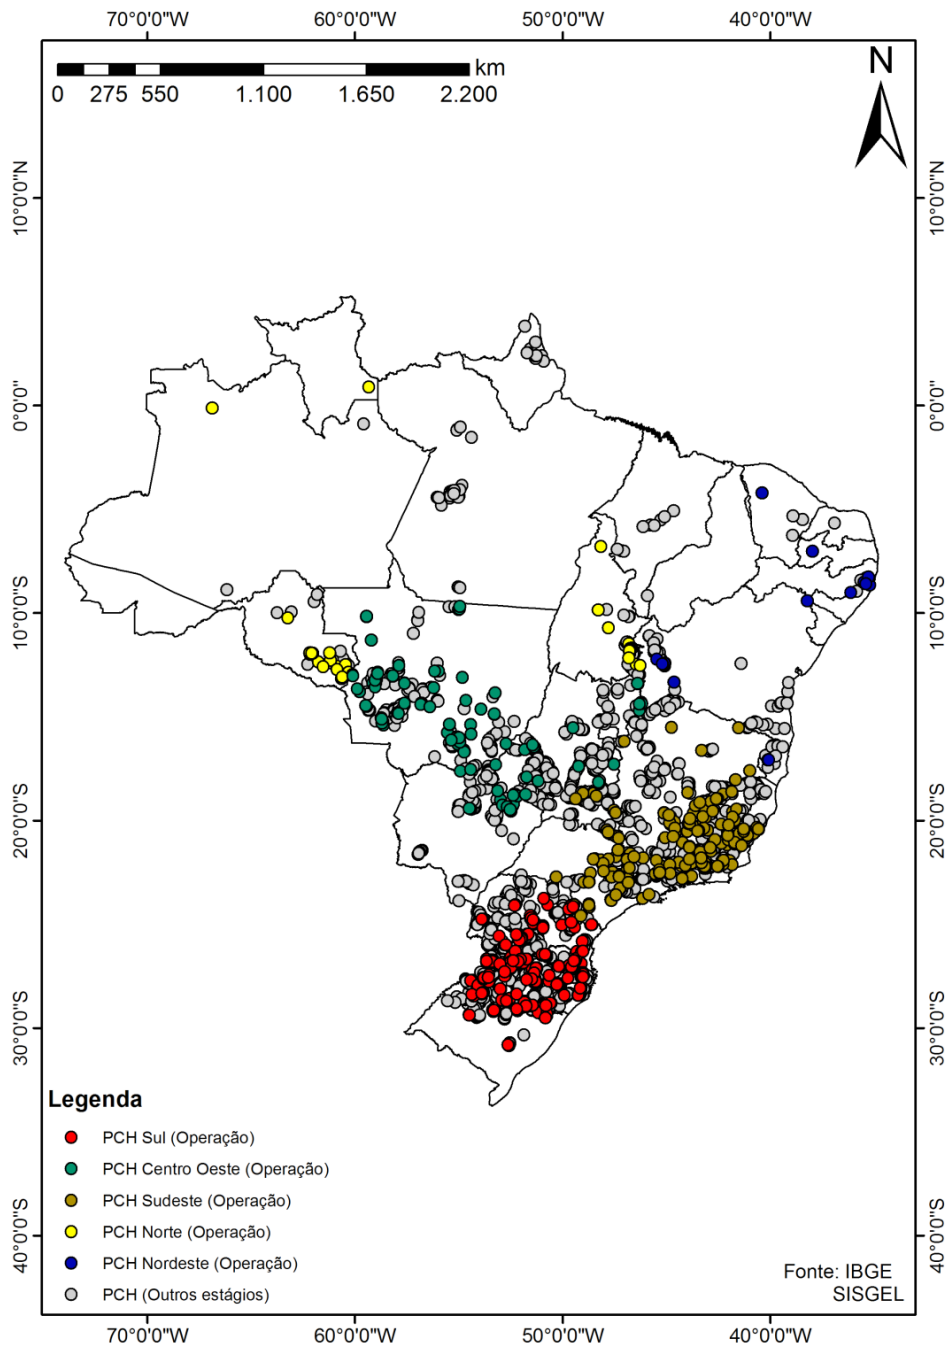 70°0'0"W 60°0'0"W 50°0'0"W 40°0'0"W
km
0 275 550 1.100 1.650 2.200
N
10°0'0"N 10°0'0"N
0°0'0" 0°0'0"
10°0'0"S 10°0'0"S
20°0'0"S 20°0'0"S
30°0'0"S 30°0'0"S
40°0'0"S 40°0'0"S
Legenda
PCH Sul (Operação)
PCH Centro Oeste (Operação)
PCH Sudeste (Operação)
PCH Norte (Operação)
PCH Nordeste (Operação)
PCH (Outros estágios)
Fonte: IBGE
SISGEL
70°0'0"W 60°0'0"W 50°0'0"W 40°0'0"W